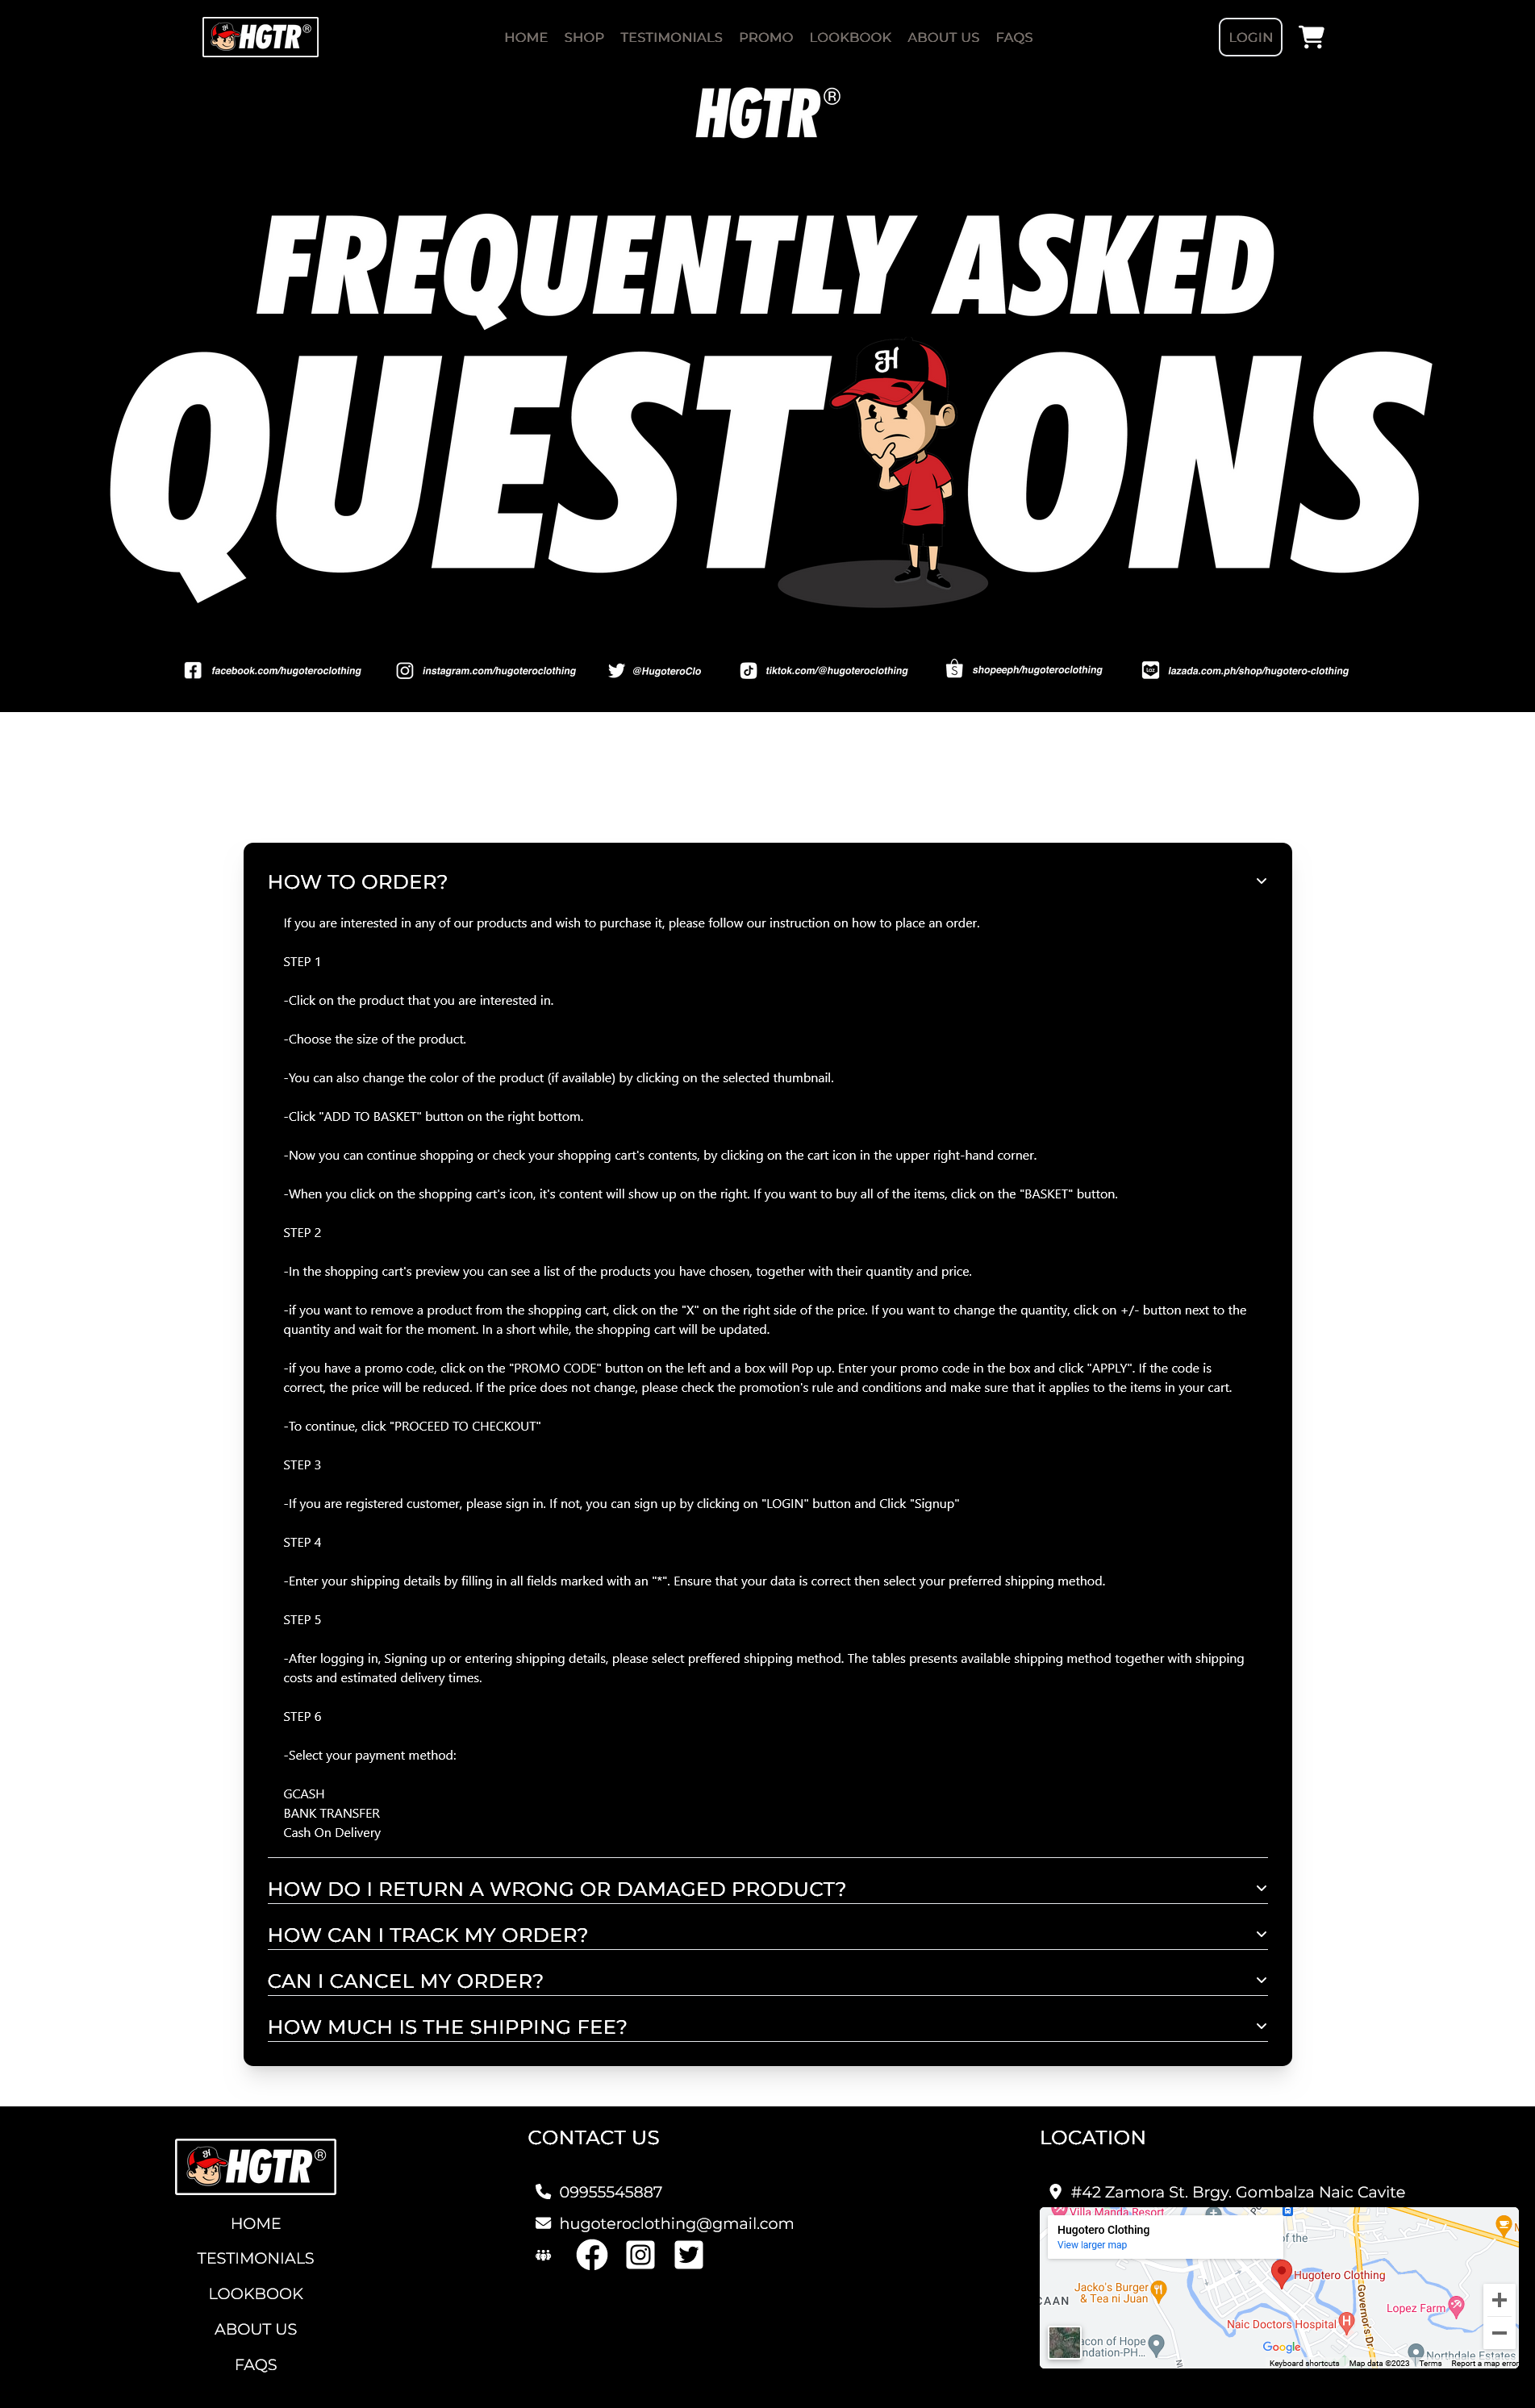 HGTR®
HOME SHOP TESTIMONIALS PROMO LOOKBOOK ABOUT US FAQS
LOGIN
HGTR®
FREQUENTLY ASKED
QUEST ONS
facebook.com/hugoteroclothing
instagram.com/hugoteroclothing
@HugoteroClo
tiktok.com/@hugoteroclothing
shopeeph/hugoteroclothing
lazada.com.ph/shop/hugotero-clothing
HOW TO ORDER?
If you are interested in any of our products and wish to purchase it, please follow our instruction on how to place an order.
STEP 1
-Click on the product that you are interested in.
-Choose the size of the product.
-You can also change the color of the product (if available) by clicking on the selected thumbnail.
-Click "ADD TO BASKET" button on the right bottom.
-Now you can continue shopping or check your shopping cart's contents, by clicking on the cart icon in the upper right-hand corner.
-When you click on the shopping cart's icon, it's content will show up on the right. If you want to buy all of the items, click on the "BASKET" button.
STEP 2
-In the shopping cart's preview you can see a list of the products you have chosen, together with their quantity and price.
-if you want to remove a product from the shopping cart, click on the "X" on the right side of the price. If you want to change the quantity, click on +/- button next to the
quantity and wait for the moment. In a short while, the shopping cart will be updated.
-if you have a promo code, click on the "PROMO CODE" button on the left and a box will Pop up. Enter your promo code in the box and click "APPLY". If the code is
correct, the price will be reduced. If the price does not change, please check the promotion's rule and conditions and make sure that it applies to the items in your cart.
-To continue, click "PROCEED TO CHECKOUT"
STEP 3
-If you are registered customer, please sign in. If not, you can sign up by clicking on "LOGIN" button and Click "Signup"
STEP 4
-Enter your shipping details by filling in all fields marked with an "*". Ensure that your data is correct then select your preferred shipping method.
STEP 5
-After logging in, Signing up or entering shipping details, please select preffered shipping method. The tables presents available shipping method together with shipping
costs and estimated delivery times.
STEP 6
-Select your payment method:
GCASH
BANK TRANSFER
Cash On Delivery
HOW DO I RETURN A WRONG OR DAMAGED PRODUCT?
HOW CAN I TRACK MY ORDER?
CAN I CANCEL MY ORDER?
HOW MUCH IS THE SHIPPING FEE?
HGTR®
HOME
TESTIMONIALS
LOOKBOOK
ABOUT US
FAQS
CONTACT US
09955545887
hugoteroclothing@gmail.com
LOCATION
#42 Zamora St. Brgy. Gombalza Naic Cavite
Villa Manda Resort
Hugotero Clothing
View larger map
of the
Hugotero Clothing
Jacko's Burger
& Tea ni Juan
CAAN
Governor's Dr
Lopez Farm
Naic Doctors Hospital
acon of Hope
ndation-PH...
Google
Northdale Estates
Keyboard shortcuts Map data ©2023 Terms Report a map error